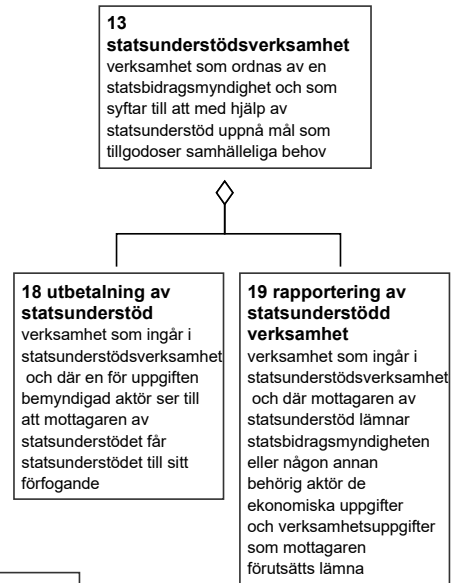 13
statsunderstödsverksamhet
verksamhet som ordnas av en
statsbidragsmyndighet och som
syftar till att med hjälp av
statsunderstöd uppnå mål som
tillgodoser samhälleliga behov
18 utbetalning av
statsunderstöd
verksamhet som ingår i
statsunderstödsverksamhet
och där en för uppgiften
bemyndigad aktör ser till
att mottagaren av
statsunderstödet får
statsunderstödet till sitt
förfogande
19 rapportering av
statsunderstödd
verksamhet
verksamhet som ingår i
statsunderstödsverksamhet
och där mottagaren av
statsunderstöd lämnar
statsbidragsmyndigheten
eller någon annan
behörig aktör de
ekonomiska uppgifter
och verksamhetsuppgifter
som mottagaren
förutsätts lämna